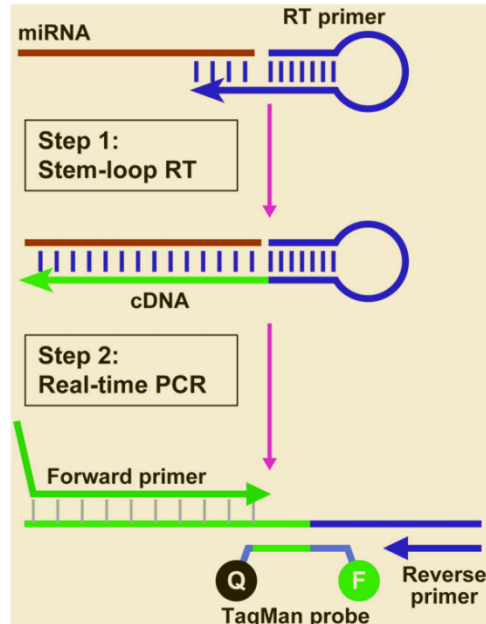 RT primer
miRNA
Step 1:
Stem-loop RT
cDNA
Step 2:
Real-time PCR
Forward primer
Q
F
Reverse
primer
TaqMan probe